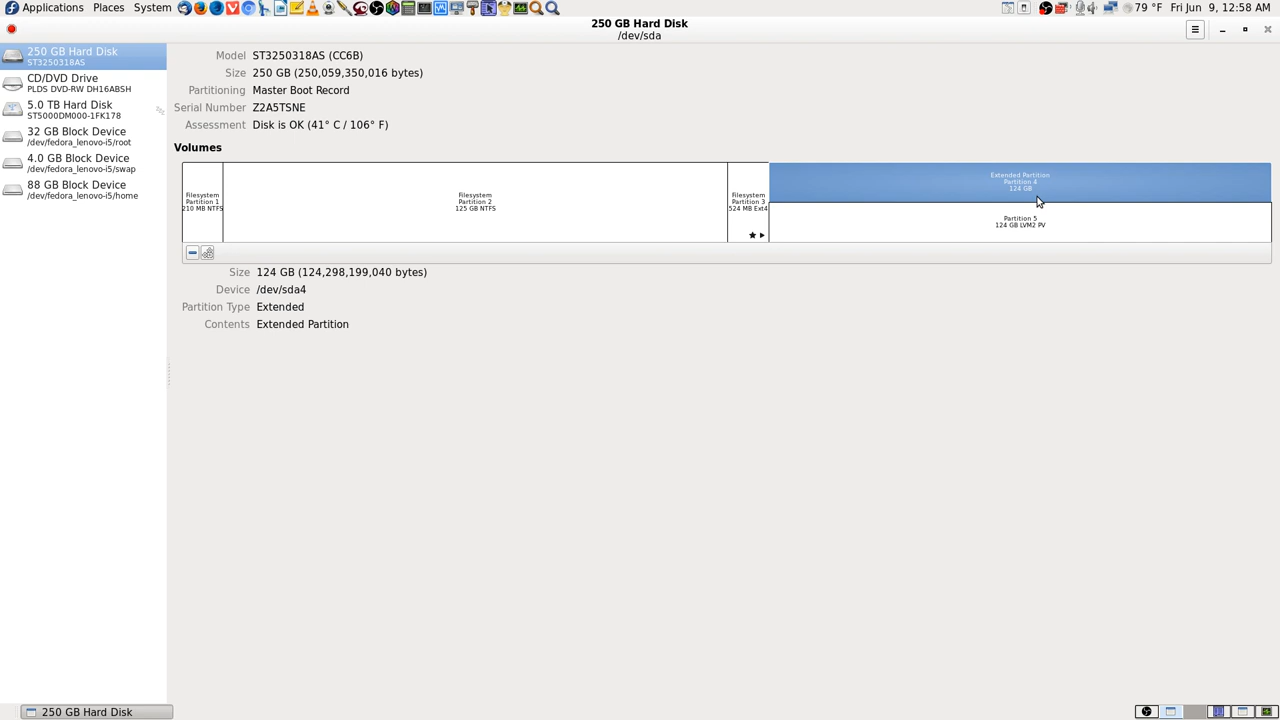 Applications Places System
79 °F Fri Jun 9, 12:58 AM
250 GB Hard Disk
/dev/sda
250 GB Hard Disk
ST3250318AS
CD/DVD Drive
PLDS DVD-RW DH16ABSH
5.0 TB Hard Disk
ST5000DM000-1FK178
32 GB Block Device
/dev/fedora_lenovo-i5/root
4.0 GB Block Device
/dev/fedora_lenovo-i5/swap
88 GB Block Device
/dev/fedora_lenovo-i5/home
Model ST3250318AS (CC6B)
Size 250 GB (250,059,350,016 bytes)
Partitioning Master Boot Record
Serial Number Z2A5TSNE
Assessment Disk is OK (41° C / 106° F)
Volumes
Filesystem
Partition 1
210 MB NTFS
Filesystem
Partition 2
125 GB NTFS
Filesystem
Partition 3
524 MB Ext4
Extended Partition
Partition 4
124 GB
Partition 5
124 GB LVM2 PV
Size 124 GB (124,298,199,040 bytes)
Device /dev/sda4
Partition Type Extended
Contents Extended Partition
250 GB Hard Disk